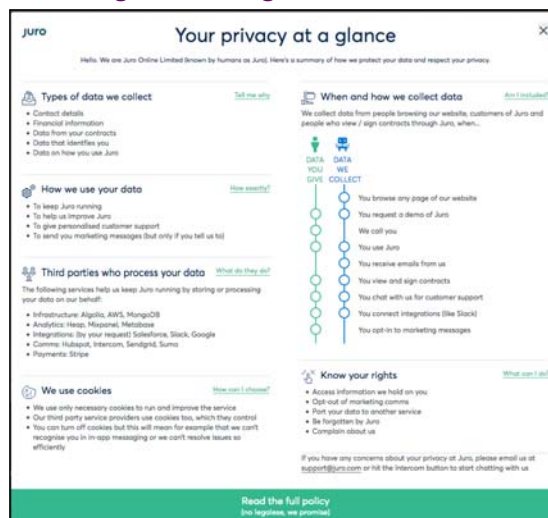 juro
Your privacy at a glance
Hello. We are Juro Online Limited (known by humans as Juro). Here's a summary of how we protect your data and respect your privacy.
Types of data we collect
Tell me why
• Contact details
• Financial information
• Data from your contracts
• Data that identifies you
• Data on how you use Juro
How we use your data
How exactly?
• To keep Juro running
• To help us improve Juro
• To give personalised customer support
• To send you marketing messages (but only if you tell us to)
Third parties who process your data
What do they do?
The following services help us keep Juro running by storing or processing
your data on our behalf:
• Infrastructure: Algolia, AWS, MongoDB
• Analytics: Heap, Mixpanel, Metabase
• Integrations: (by your request) Salesforce, Slack, Google
• Comms: Hubspot, Intercom, Sendgrid, Sumo
• Payments: Stripe
We use cookies
How can I choose?
• We use only necessary cookies to run and improve the service
• Our third party service providers use cookies too, which they control
• You can turn off cookies but this will mean for example that we can't
recognise you in in-app messaging or we can't resolve issues so
efficiently
When and how we collect data
Am I included?
We collect data from people browsing our website, customers of Juro and
people who view / sign contracts through Juro, when...
DATA DATA
YOU WE
GIVE COLLECT
You browse any page of our website
You request a demo of Juro
We call you
You use Juro
You receive emails from us
You view and sign contracts
You chat with us for customer support
You connect integrations (like Slack)
You opt-in to marketing messages
Know your rights
What can I do?
• Access information we hold on you
• Opt-out of marketing comms
• Port your data to another service
• Be forgotten by Juro
• Complain about us
If you have any concerns about your privacy at Juro, please email us at
support@juro.com or hit the Intercom button to start chatting with us
Read the full policy
(no legalese, we promise)